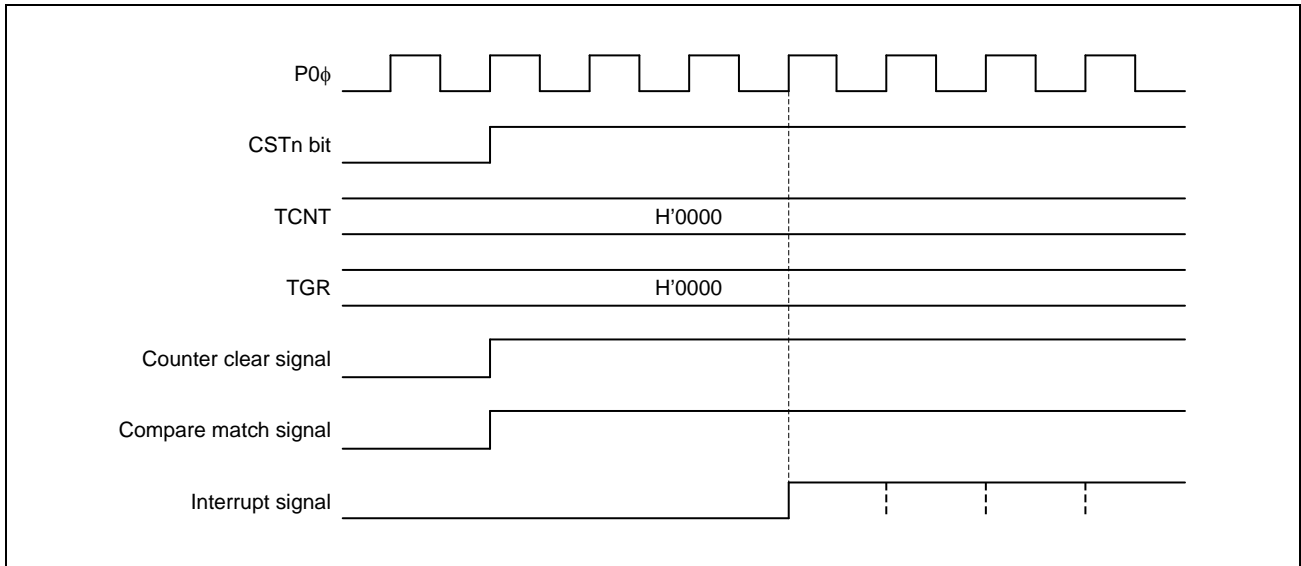 P0ϕ
CSTn bit
TCNT
H'0000
TGR
H'0000
Counter clear signal
Compare match signal
Interrupt signal